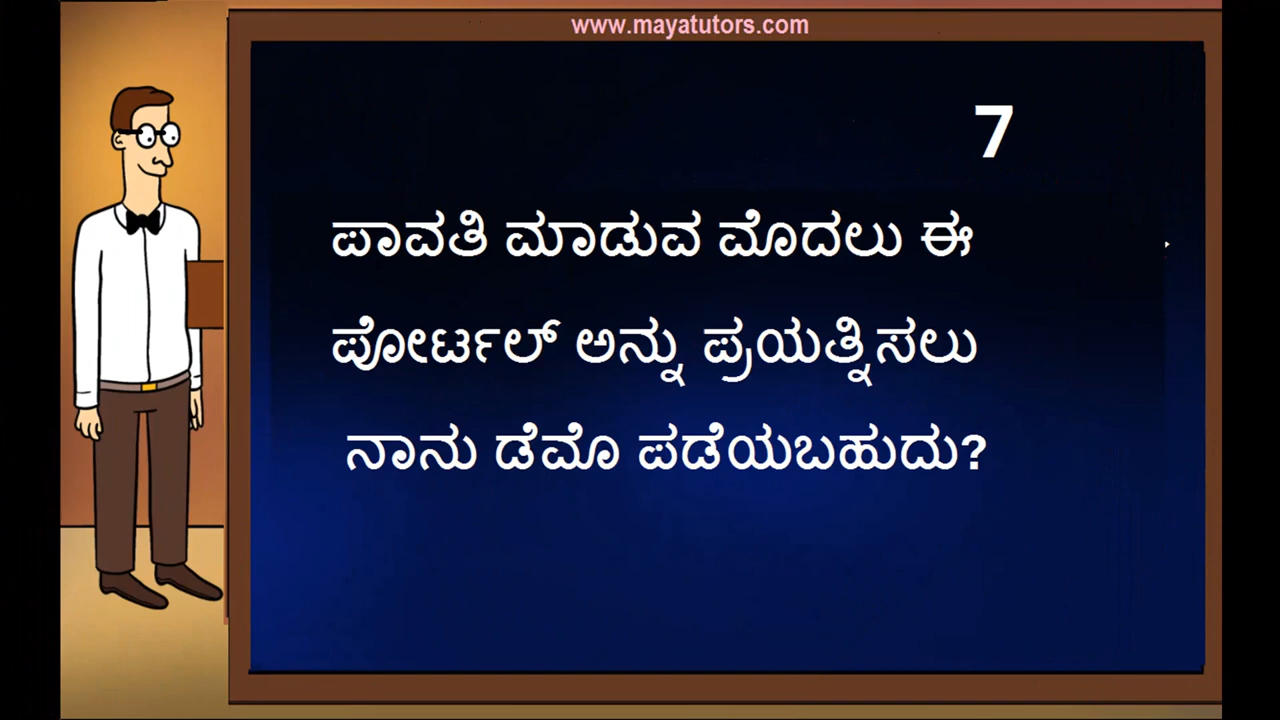 www.mayatutors.com
7
ಪಾವತಿ ಮಾಡುವ ಮೊದಲು ಈ
ಪೋರ್ಟಲ್ ಅನ್ನು ಪ್ರಯತ್ನಿಸಲು
ನಾನು ಡೆಮೊ ಪಡೆಯಬಹುದು?